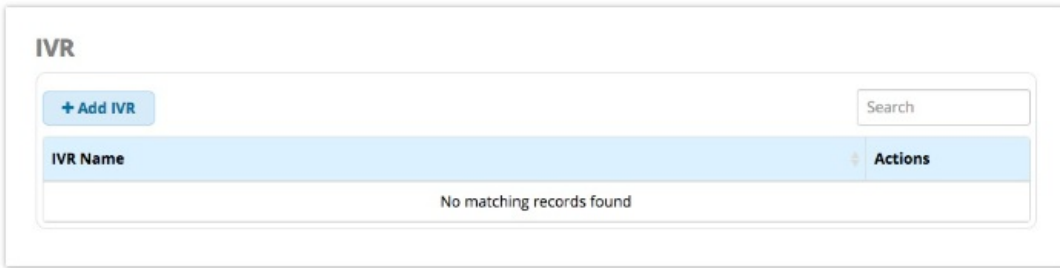 IVR
+ Add IVR
Search
IVR Name
Actions
No matching records found